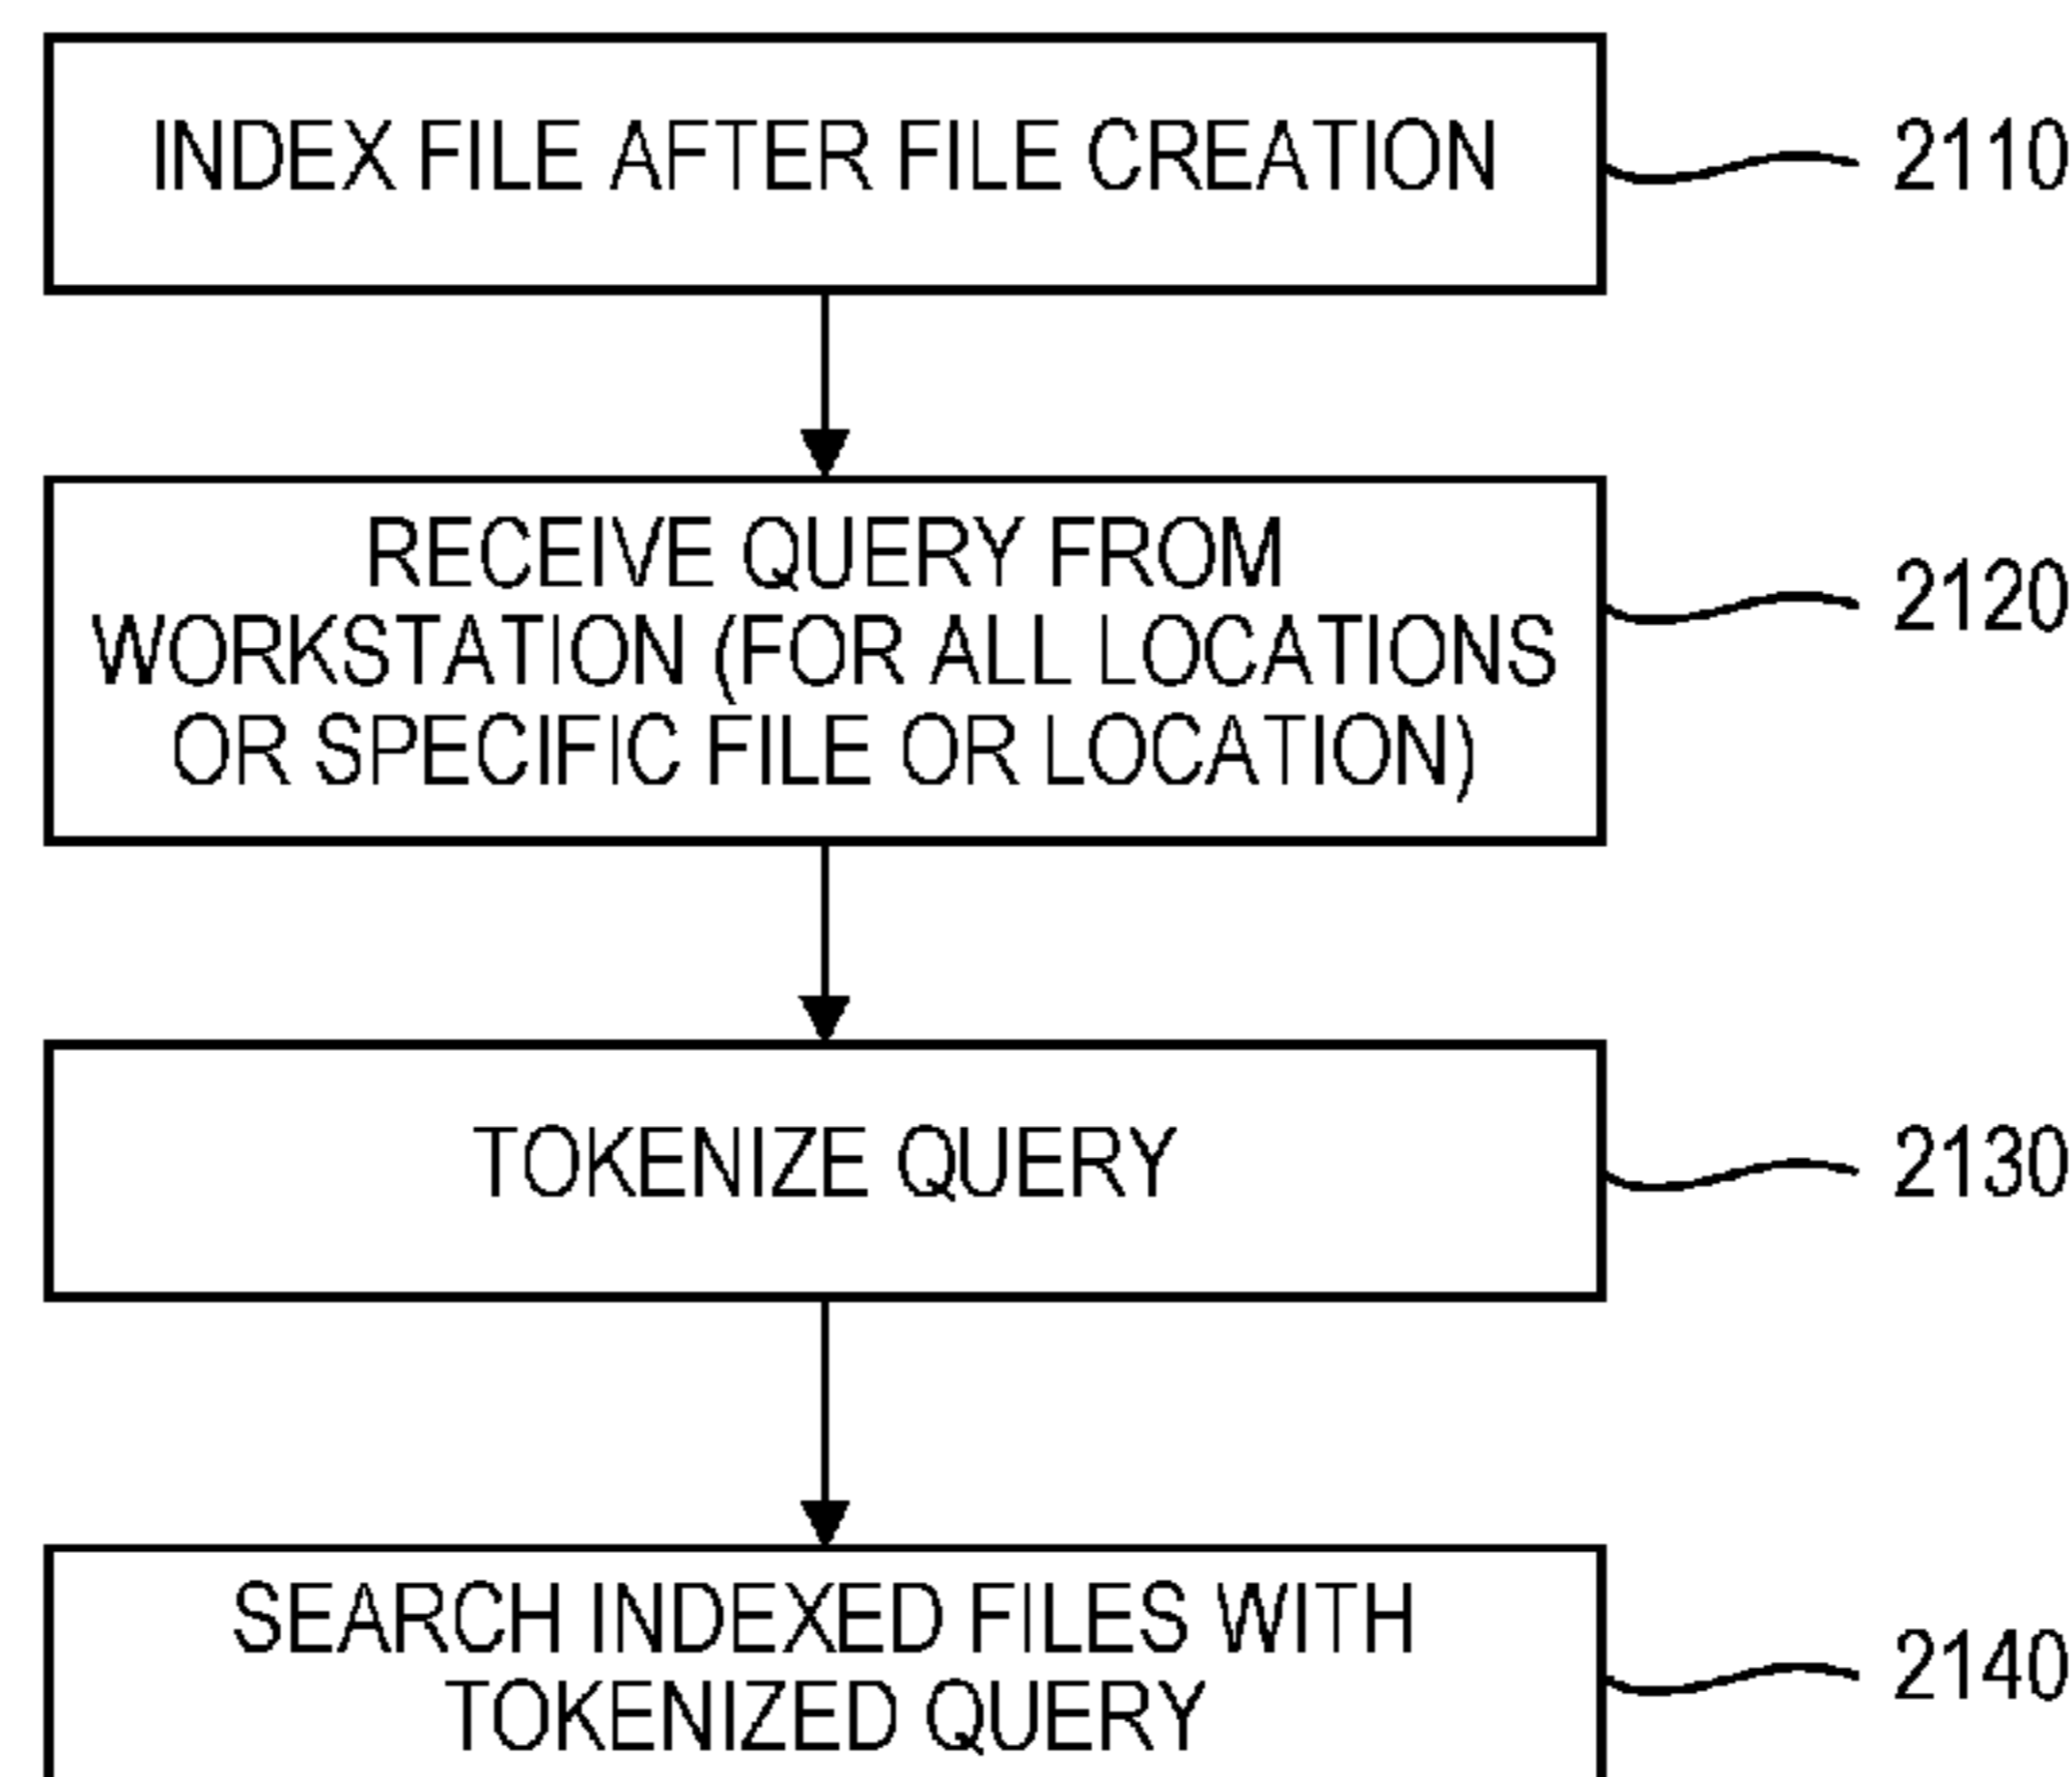 INDEX FILE AFTER FILE CREATION
2110
RECEIVE QUERY FROM
WORKSTATION (FOR ALL LOCATIONS
OR SPECIFIC FILE OR LOCATION)
2120
TOKENIZE QUERY
2130
SEARCH INDEXED FILES WITH
TOKENIZED QUERY
2140